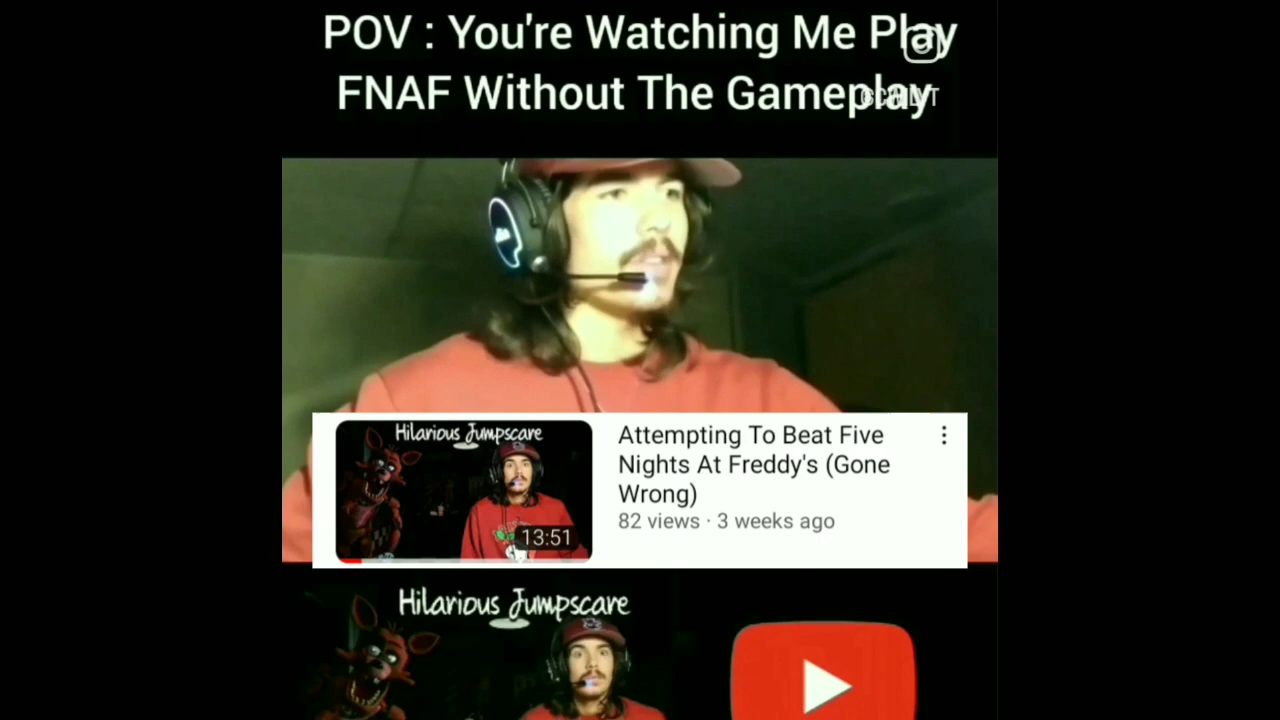 POV : You're Watching Me Play
FNAF Without The Gameplay
Hilarious Jumpscare
13:51
Attempting To Beat Five
Nights At Freddy's (Gone
Wrong)
82 views · 3 weeks ago
Hilarious Jumpscare